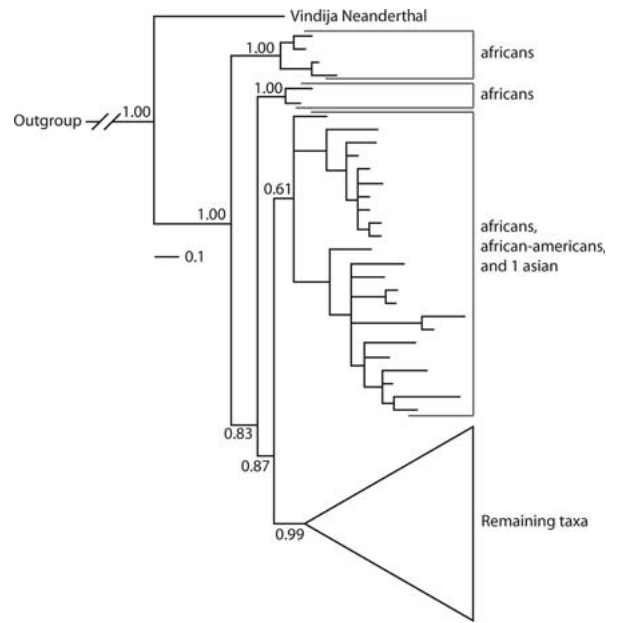 Vindija Neanderthal
1.00
africans
1.00
africans
1.00
Outgroup
0.61
1.00
africans,
african-americans,
and 1 asian
0.1
0.83
0.87
0.99
Remaining taxa